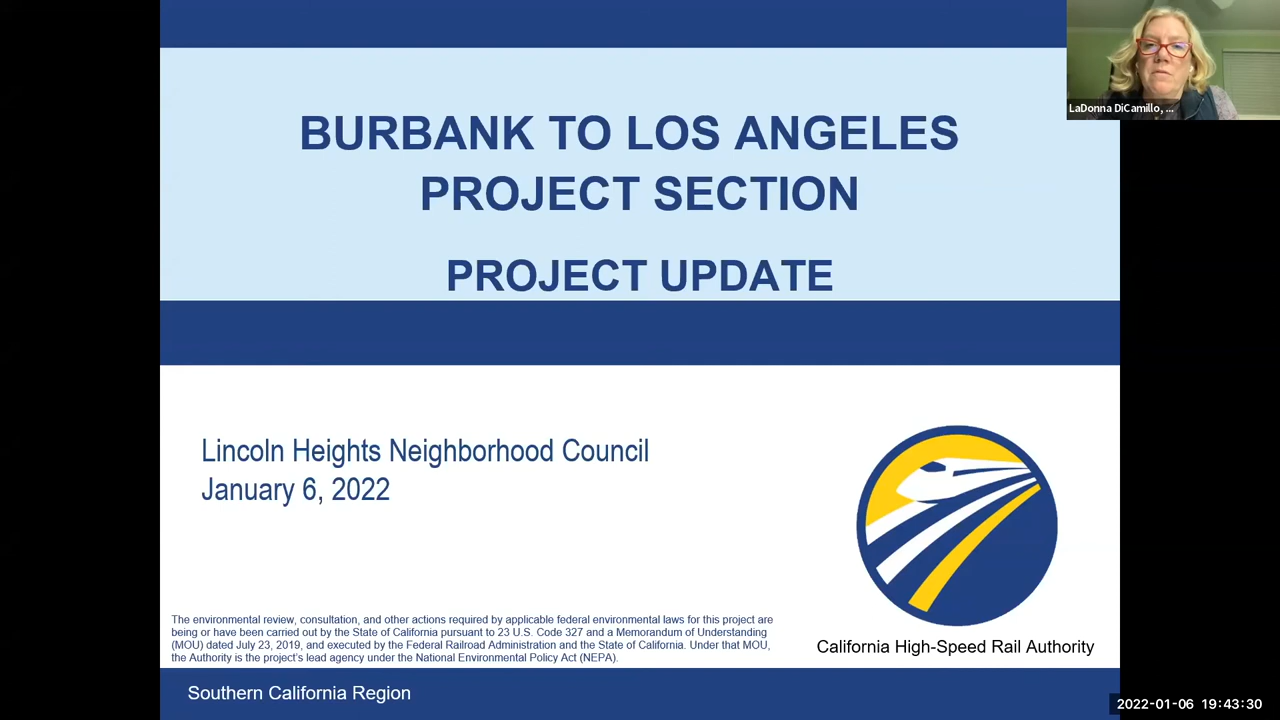 BURBANK TO LOS ANGELES
PROJECT SECTION
PROJECT UPDATE
LaDonna DiCamillo, ...
Lincoln Heights Neighborhood Council
January 6, 2022
The environmental review, consultation, and other actions required by applicable federal environmental laws for this project are
being or have been carried out by the State of California pursuant to 23 U.S. Code 327 and a Memorandum of Understanding
(MOU) dated July 23, 2019, and executed by the Federal Railroad Administration and the State of California. Under that MOU,
the Authority is the project's lead agency under the National Environmental Policy Act (NEPA).
California High-Speed Rail Authority
Southern California Region
2022-01-06 19:43:30